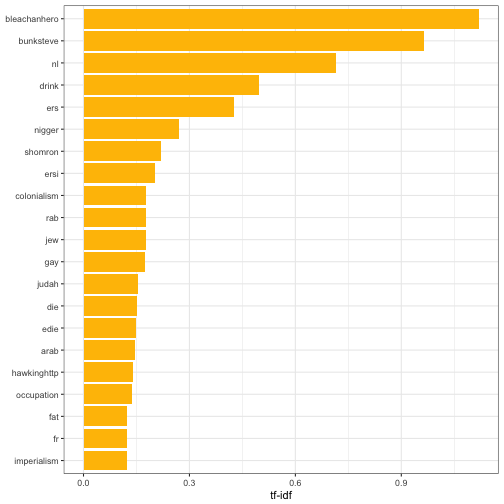 bleachanhero
bunksteve
nl
drink
ers
nigger
shomron
ersi
colonialism
rab
jew
gay
judah
die
edie
arab
hawkinghttp
occupation
fat
fr
imperialism
0.0 0.3 0.6 0.9
tf-idf